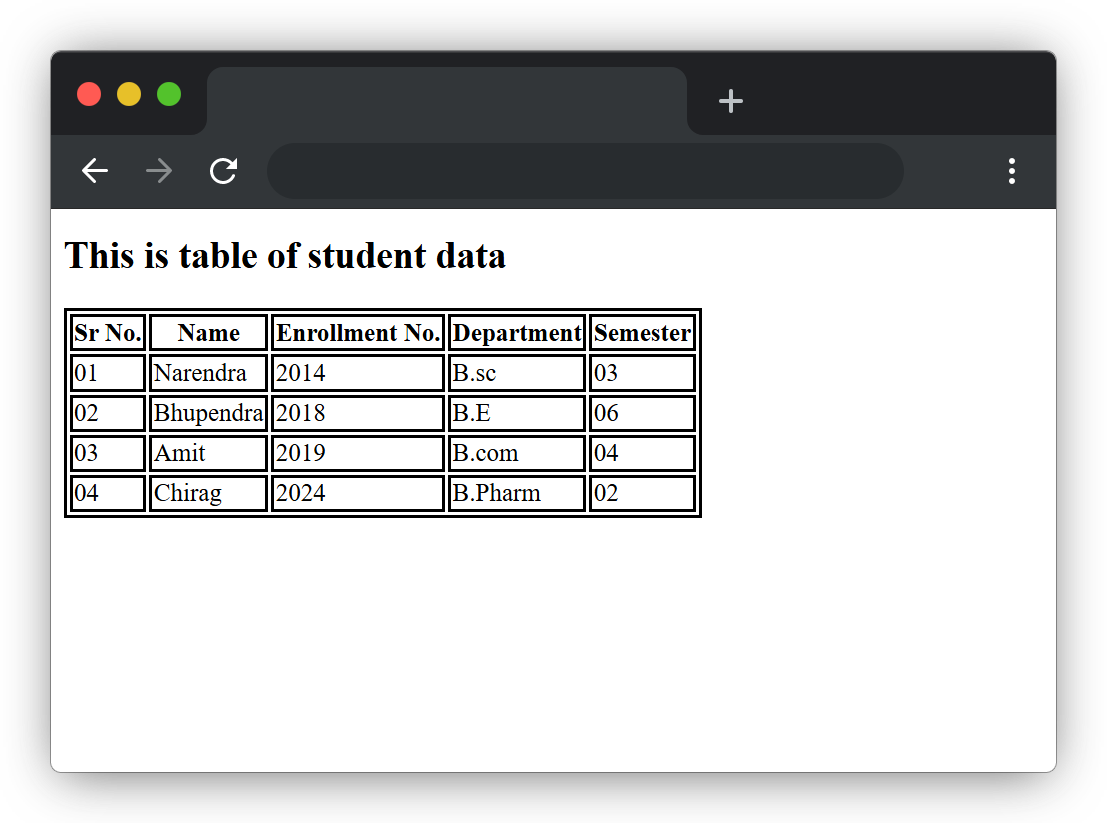 This is table of student data
Sr No. Name Enrollment No. Department Semester
01 Narendra 2014 B.sc 03
02 Bhupendra 2018 B.E 06
03 Amit 2019 B.com 04
04 Chirag 2024 B.Pharm 02